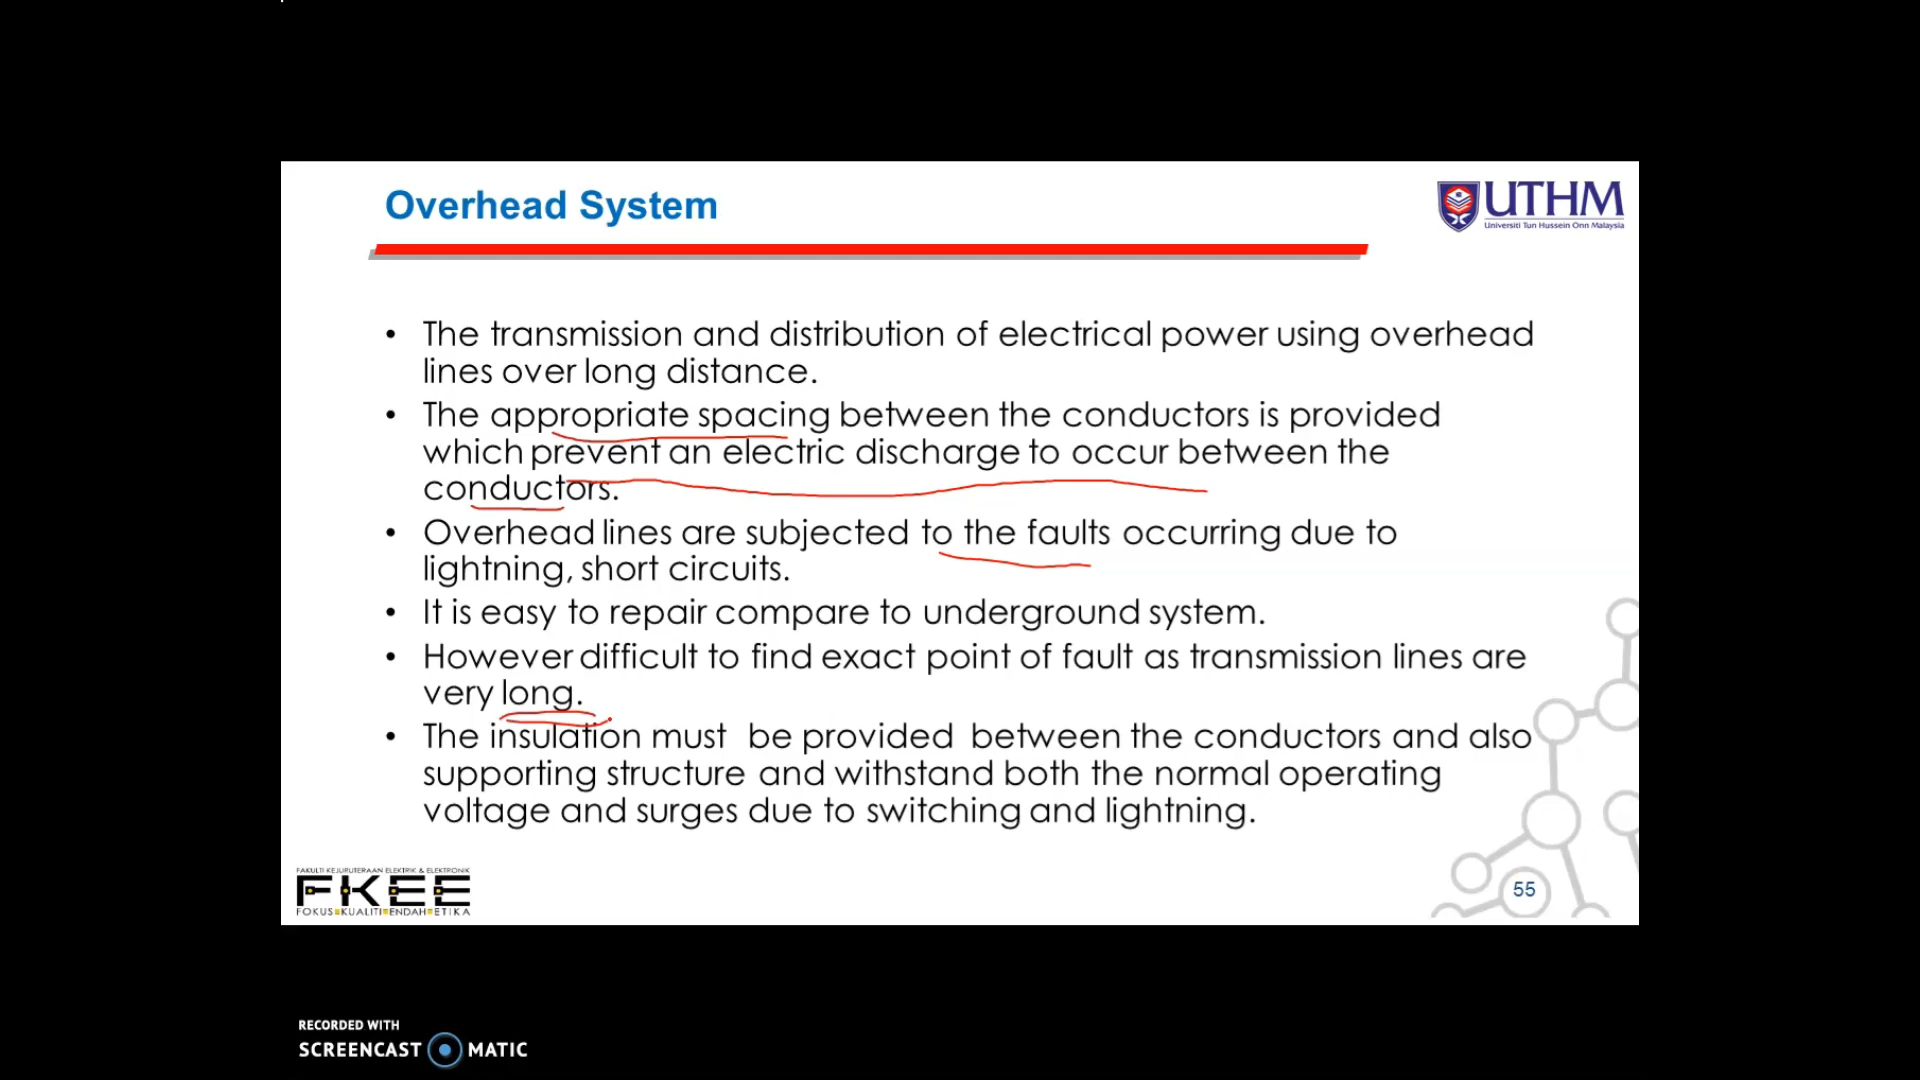 Overhead System
UTHM
Universiti Tun Hussein Onn Malaysia
• The transmission and distribution of electrical power using overhead
lines over long distance.
• The appropriate spacing between the conductors is provided
which prevent an electric discharge to occur between the
conductors.
• Overhead lines are subjected to the faults occurring due to
lightning, short circuits.
• It is easy to repair compare to underground system.
• However difficult to find exact point of fault as transmission lines are
very long.
• The insulation must be provided between the conductors and also
supporting structure and withstand both the normal operating
voltage and surges due to switching and lightning.
FAKULTI KEJURUTERAAN ELEKTRIK & ELEKTRONIK
FKEE
FOKUS KUALITI ENDAH ETIKA
55
RECORDED WITH
SCREENCAST MATIC